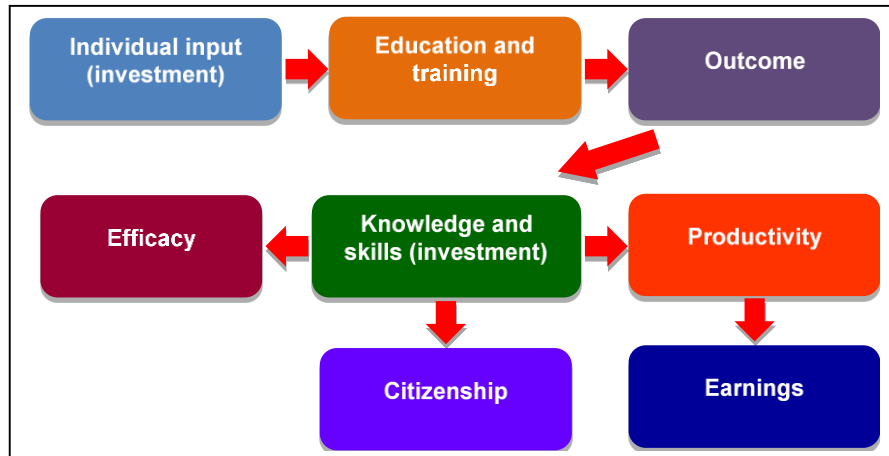 Individual input
(investment)
Education and
training
Outcome
Efficacy
Knowledge and
skills (investment)
Productivity
Citizenship
Earnings